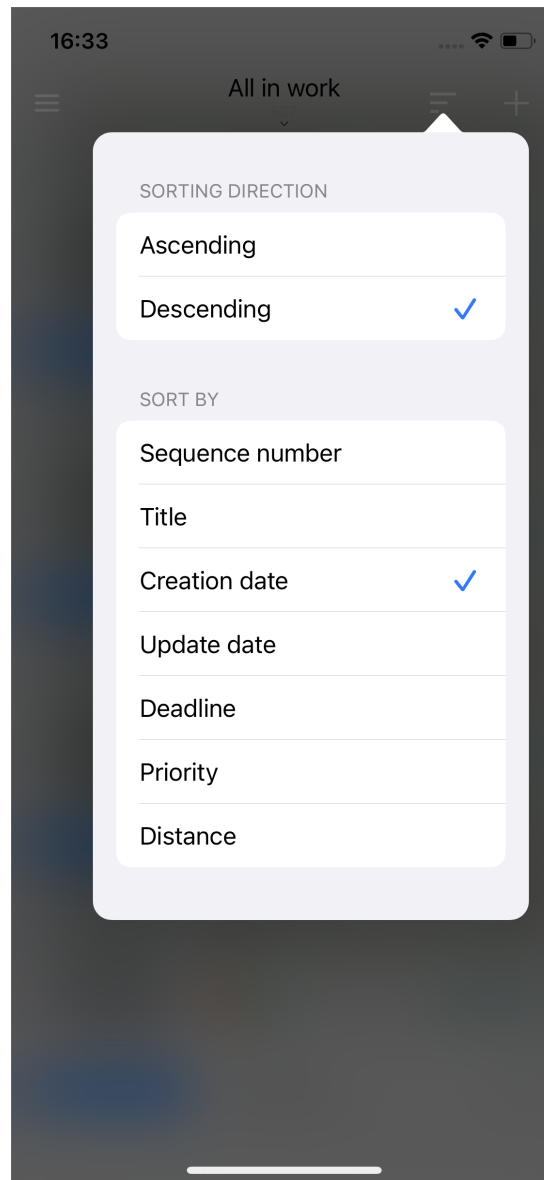 16:33
All in work
SORTING DIRECTION
Ascending
Descending
SORT BY
Sequence number
Title
Creation date
Update date
Deadline
Priority
Distance